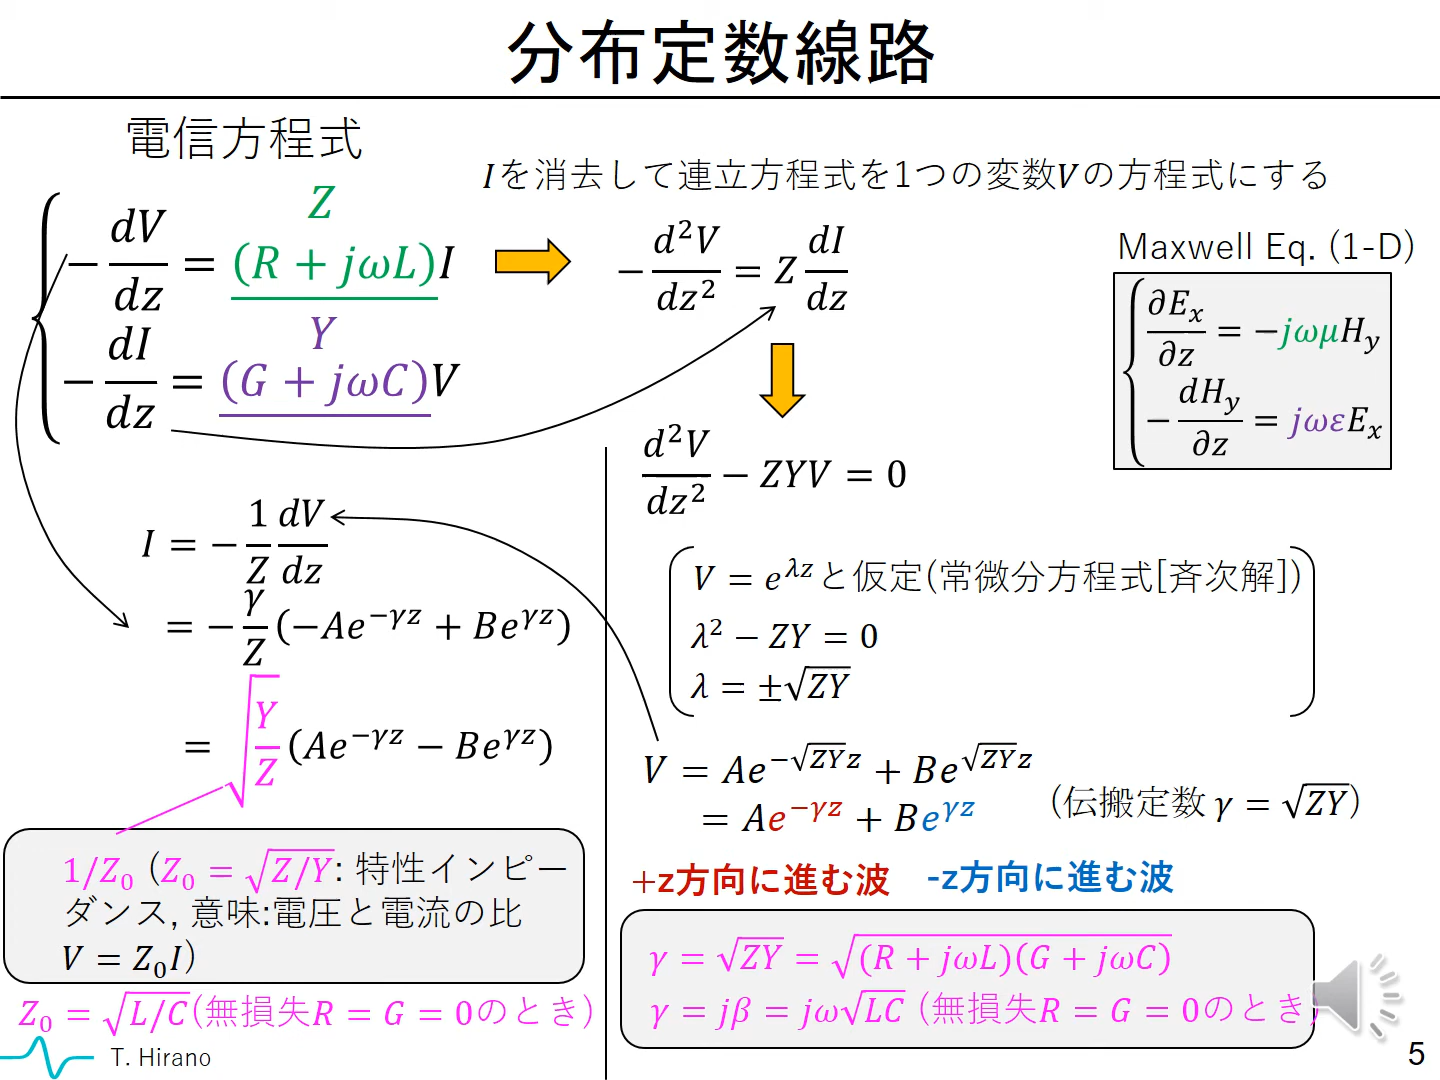 分布定数線路
電信方程式
Iを消去して連立方程式を1つの変数Vの方程式にする
Z
−dV/dz = (R + jωL)I
Y
−dI/dz = (G + jωC)V
−d²V/dz² = Z dI/dz
Maxwell Eq. (1-D)
∂Eₓ/∂z = −jωμHᵧ
−dHᵧ/∂z = jωεEₓ
d²V/dz² − ZYV = 0
I = −1/Z dV/dz
= −γ/Z (−Ae^{−γz} + Be^{γz})
= √(Y/Z) (Ae^{−γz} − Be^{γz})
V = e^{λz}と仮定(常微分方程式[斉次解])
λ² − ZY = 0
λ = ±√ZY
V = Ae^{−√ZY z} + Be^{√ZY z}
= Ae^{−γz} + Be^{γz}
(伝搬定数 γ = √ZY)
+z方向に進む波
-z方向に進む波
1/Z₀ (Z₀ = √Z/Y: 特性インピー
ダンス, 意味:電圧と電流の比
V = Z₀I)
Z₀ = √L/C(無損失R = G = 0のとき)
γ = √ZY = √(R + jωL)(G + jωC)
γ = jβ = jω√LC (無損失R = G = 0のとき)
T. Hirano
5